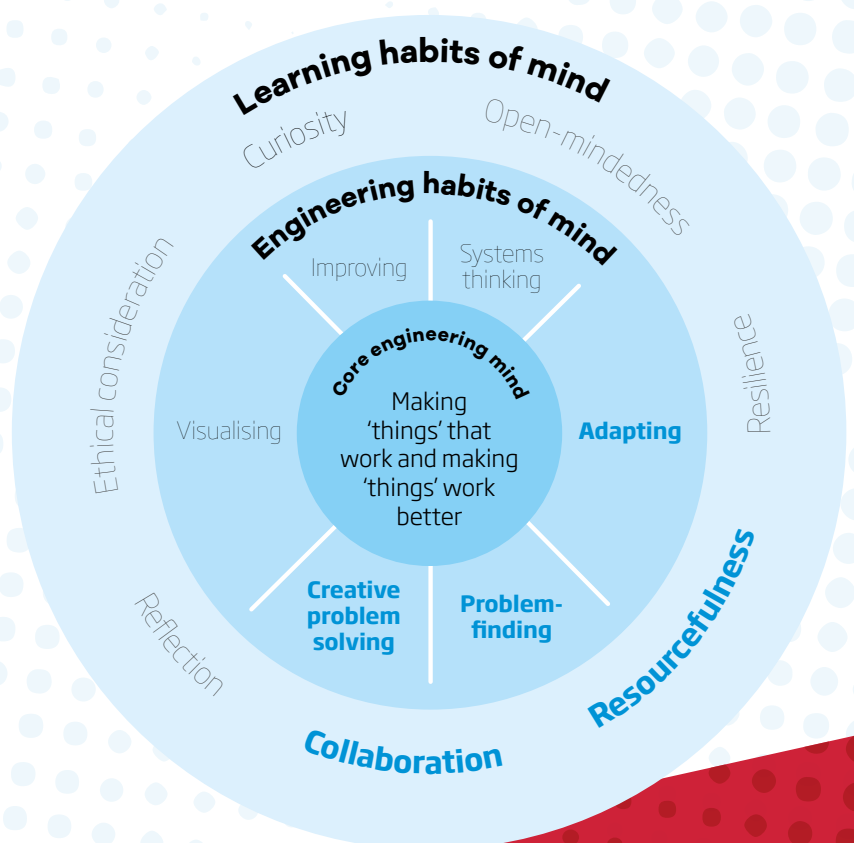 Learning habits of mind
Curiosity
Open-mindedness
Ethical consideration
Resilience
Reflection
Resourcefulness
Collaboration
Engineering habits of mind
Improving
Systems
thinking
Visualising
Adapting
Creative
problem
solving
Problem-
finding
Core engineering mind
Making
‘things’ that
work and making
‘things’ work
better